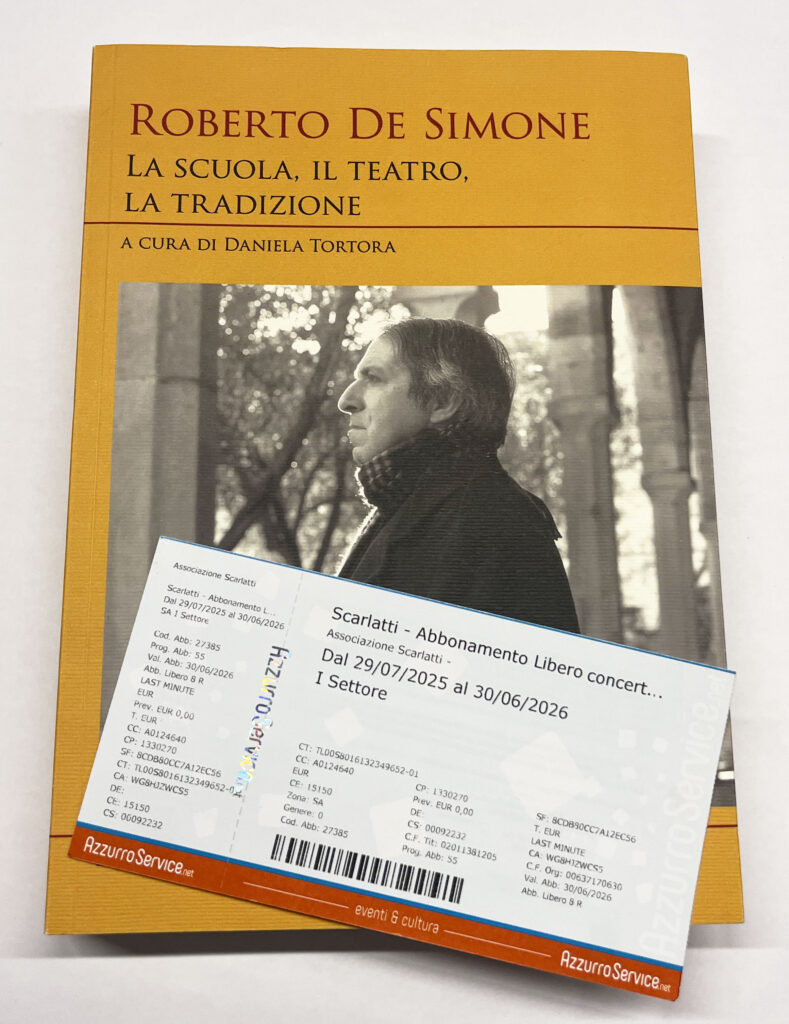 ROBERTO DE SIMONE
LA SCUOLA, IL TEATRO,
LA TRADIZIONE
A CURA DI DANIELA TORTORA
Associazione Scarlatti
Scarlatti - Abbonamento L...
Dal 29/07/2025 al 30/06/2026
SA I Settore
Cod. Abb: 27385
Prog. Abb: 55
Val. Abb: 30/06/2026
Abb. Libero 8 R
LAST MINUTE
EUR
Prev. EUR 0,00
T. EUR
CC: A0124640
CP: 1330270
SF: 8CDB80CC7A12EC56
CT: TL00S8016132349652-01
CA: WG8HJZWCS5
DE:
CE: 15150
CS: 00092232
AzzurroService.net
AzzurroService.net
Scarlatti - Abbonamento Libero concert...
Associazione Scarlatti -
Dal 29/07/2025 al 30/06/2026
I Settore
CT: TL00S8016132349652-01
CC: A0124640
EUR
CE: 15150
Zona: SA
Genere: 0
Cod. Abb: 27385
CP: 1330270
Prev. EUR 0,00
DE:
CS: 00092232
C.F. Tit: 02011381205
Prog. Abb: 55
SF: 8CDB80CC7A12EC56
T. EUR
LAST MINUTE
CA: WG8HJZWCS5
C.F. Org: 00637170630
Val. Abb: 30/06/2026
Abb. Libero 8 R
eventi & cultura
AzzurroService.net
AzzurroService.net